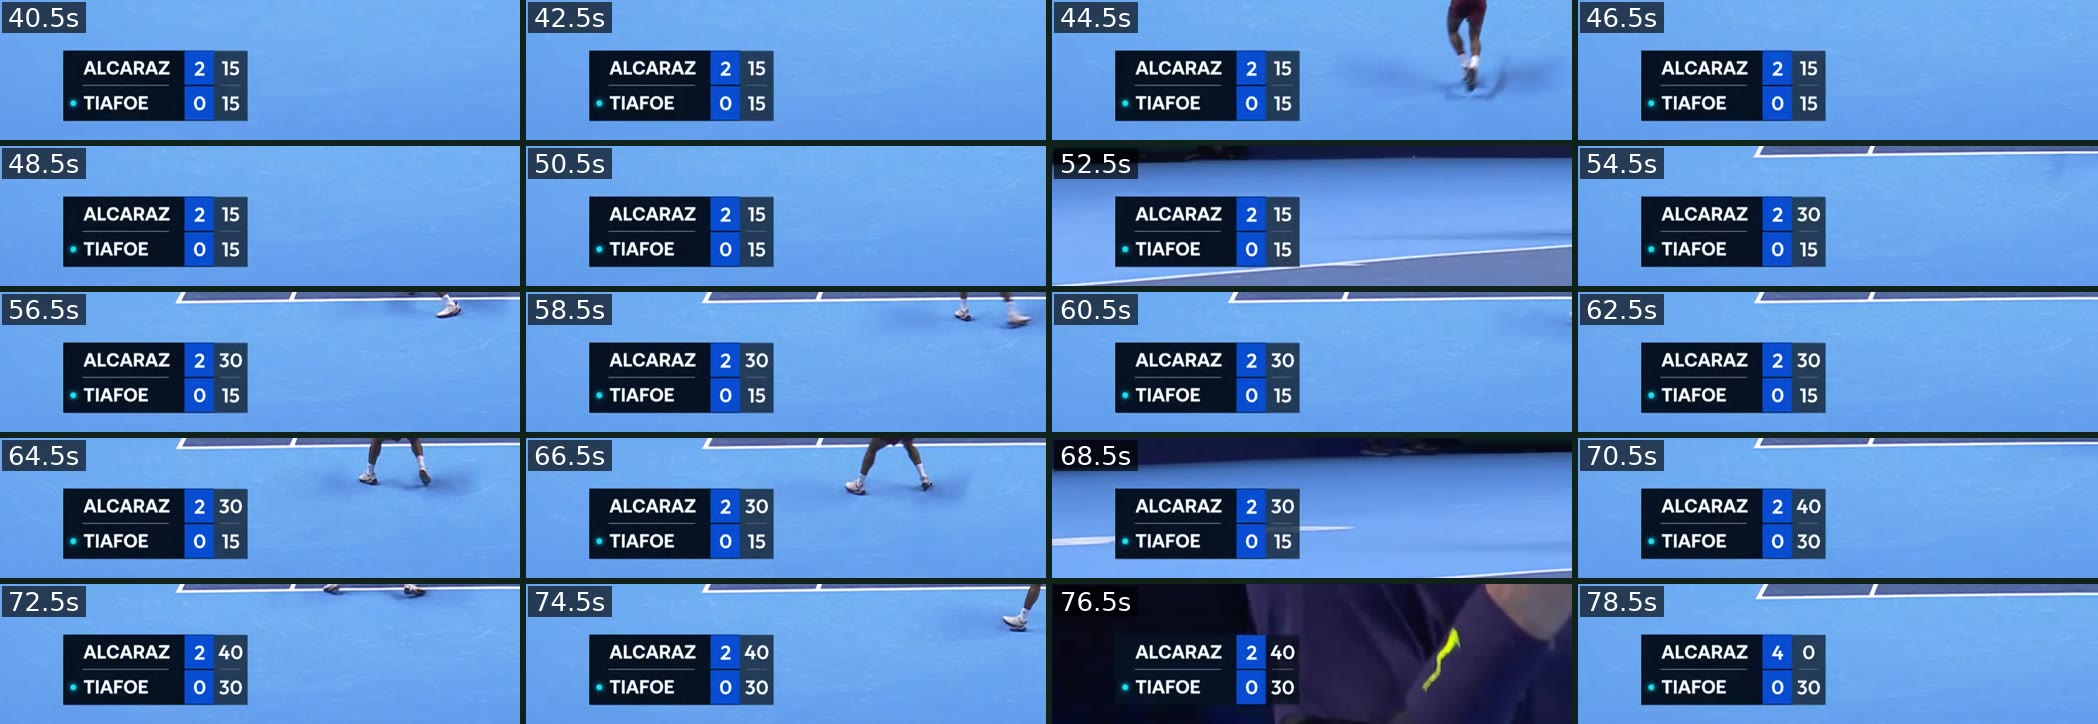 40.5s
ALCARAZ 2 15
TIAFOE 0 15
42.5s
ALCARAZ 2 15
TIAFOE 0 15
44.5s
ALCARAZ 2 15
TIAFOE 0 15
46.5s
ALCARAZ 2 15
TIAFOE 0 15
48.5s
ALCARAZ 2 15
TIAFOE 0 15
50.5s
ALCARAZ 2 15
TIAFOE 0 15
52.5s
ALCARAZ 2 15
TIAFOE 0 15
54.5s
ALCARAZ 2 30
TIAFOE 0 15
56.5s
ALCARAZ 2 30
TIAFOE 0 15
58.5s
ALCARAZ 2 30
TIAFOE 0 15
60.5s
ALCARAZ 2 30
TIAFOE 0 15
62.5s
ALCARAZ 2 30
TIAFOE 0 15
64.5s
ALCARAZ 2 30
TIAFOE 0 15
66.5s
ALCARAZ 2 30
TIAFOE 0 15
68.5s
ALCARAZ 2 30
TIAFOE 0 15
70.5s
ALCARAZ 2 40
TIAFOE 0 30
72.5s
ALCARAZ 2 40
TIAFOE 0 30
74.5s
ALCARAZ 2 40
TIAFOE 0 30
76.5s
ALCARAZ 2 40
TIAFOE 0 30
78.5s
ALCARAZ 4 0
TIAFOE 0 30